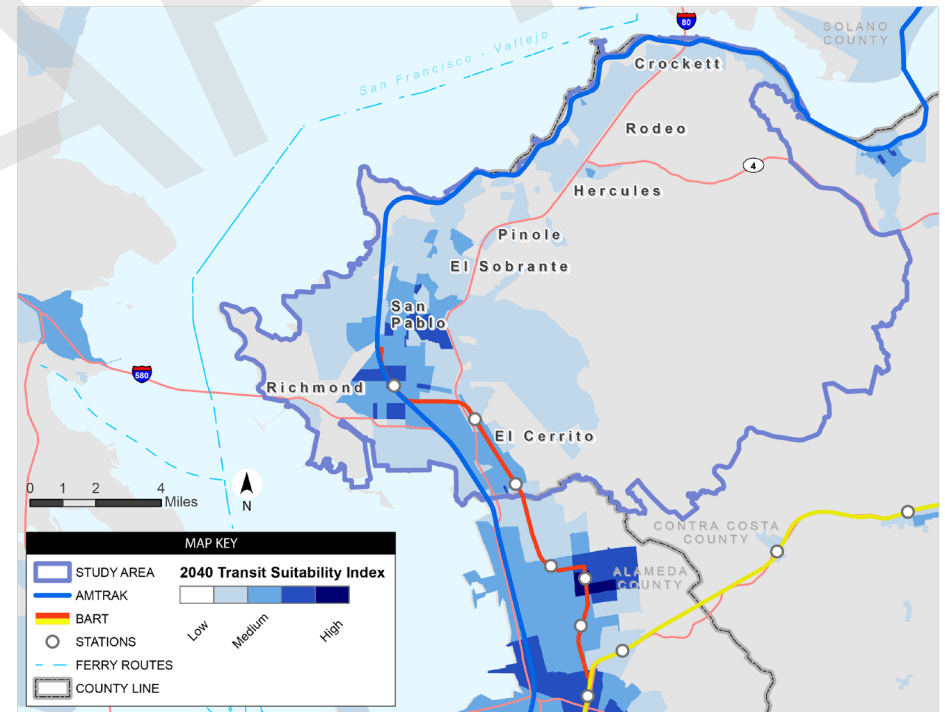 80
SOLANO
COUNTY
San Francisco - Vallejo
Crockett
Rodeo
4
Hercules
Pinole
El Sobrante
San
Pablo
580
Richmond
El Cerrito
0 1 2 4
Miles
N
CONTRA COSTA
COUNTY
ALAMEDA
COUNTY
MAP KEY
STUDY AREA
AMTRAK
BART
STATIONS
FERRY ROUTES
COUNTY LINE
2040 Transit Suitability Index
Low
Medium
High